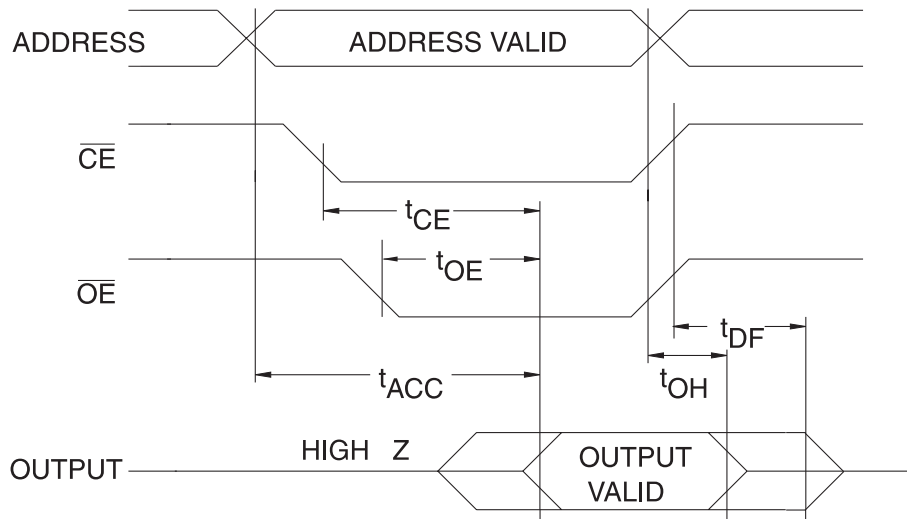 ADDRESS
ADDRESS VALID
CE
tCE
tOE
OE
tDF
tOH
tACC
HIGH Z
OUTPUT
OUTPUT
VALID